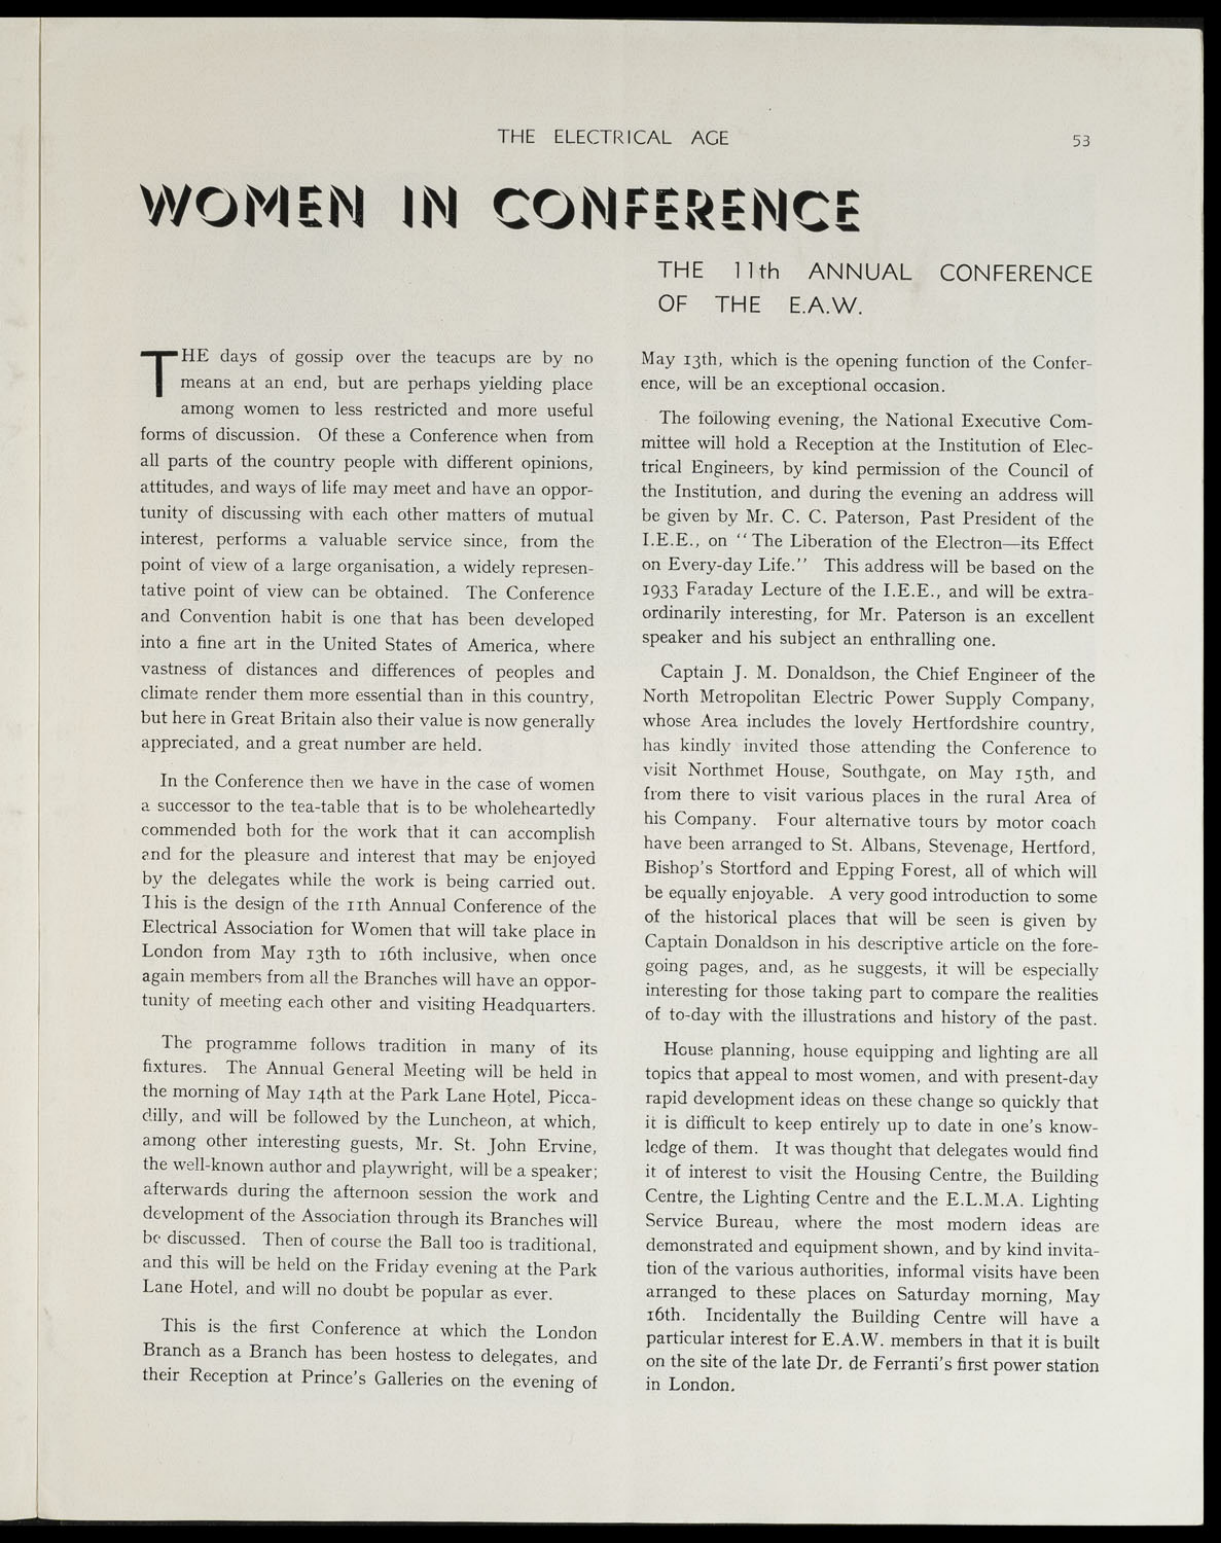 THE ELECTRICAL AGE
53
WOMEN IN CONFERENCE
THE 11th ANNUAL CONFERENCE
OF THE E.A.W.
THE days of gossip over the teacups are by no
means at an end, but are perhaps yielding place
among women to less restricted and more useful
forms of discussion. Of these a Conference when from
all parts of the country people with different opinions,
attitudes, and ways of life may meet and have an oppor-
tunity of discussing with each other matters of mutual
interest, performs a valuable service since, from the
point of view of a large organisation, a widely represen-
tative point of view can be obtained. The Conference
and Convention habit is one that has been developed
into a fine art in the United States of America, where
vastness of distances and differences of peoples and
climate render them more essential than in this country,
but here in Great Britain also their value is now generally
appreciated, and a great number are held.
In the Conference then we have in the case of women
a successor to the tea-table that is to be wholeheartedly
commended both for the work that it can accomplish
and for the pleasure and interest that may be enjoyed
by the delegates while the work is being carried out.
This is the design of the 11th Annual Conference of the
Electrical Association for Women that will take place in
London from May 13th to 16th inclusive, when once
again members from all the Branches will have an oppor-
tunity of meeting each other and visiting Headquarters.
The programme follows tradition in many of its
fixtures. The Annual General Meeting will be held in
the morning of May 14th at the Park Lane Hotel, Picca-
dilly, and will be followed by the Luncheon, at which,
among other interesting guests, Mr. St. John Ervine,
the well-known author and playwright, will be a speaker;
afterwards during the afternoon session the work and
development of the Association through its Branches will
be discussed. Then of course the Ball too is traditional,
and this will be held on the Friday evening at the Park
Lane Hotel, and will no doubt be popular as ever.
This is the first Conference at which the London
Branch as a Branch has been hostess to delegates, and
their Reception at Prince's Galleries on the evening of
May 13th, which is the opening function of the Confer-
ence, will be an exceptional occasion.
The following evening, the National Executive Com-
mittee will hold a Reception at the Institution of Elec-
trical Engineers, by kind permission of the Council of
the Institution, and during the evening an address will
be given by Mr. C. C. Paterson, Past President of the
I.E.E., on "The Liberation of the Electron—its Effect
on Every-day Life." This address will be based on the
1933 Faraday Lecture of the I.E.E., and will be extra-
ordinarily interesting, for Mr. Paterson is an excellent
speaker and his subject an enthralling one.
Captain J. M. Donaldson, the Chief Engineer of the
North Metropolitan Electric Power Supply Company,
whose Area includes the lovely Hertfordshire country,
has kindly invited those attending the Conference to
visit Northmet House, Southgate, on May 15th, and
from there to visit various places in the rural Area of
his Company. Four alternative tours by motor coach
have been arranged to St. Albans, Stevenage, Hertford,
Bishop's Stortford and Epping Forest, all of which will
be equally enjoyable. A very good introduction to some
of the historical places that will be seen is given by
Captain Donaldson in his descriptive article on the fore-
going pages, and, as he suggests, it will be especially
interesting for those taking part to compare the realities
of to-day with the illustrations and history of the past.
House planning, house equipping and lighting are all
topics that appeal to most women, and with present-day
rapid development ideas on these change so quickly that
it is difficult to keep entirely up to date in one's know-
ledge of them. It was thought that delegates would find
it of interest to visit the Housing Centre, the Building
Centre, the Lighting Centre and the E.L.M.A. Lighting
Service Bureau, where the most modern ideas are
demonstrated and equipment shown, and by kind invita-
tion of the various authorities, informal visits have been
arranged to these places on Saturday morning, May
16th. Incidentally the Building Centre will have a
particular interest for E.A.W. members in that it is built
on the site of the late Dr. de Ferranti's first power station
in London.